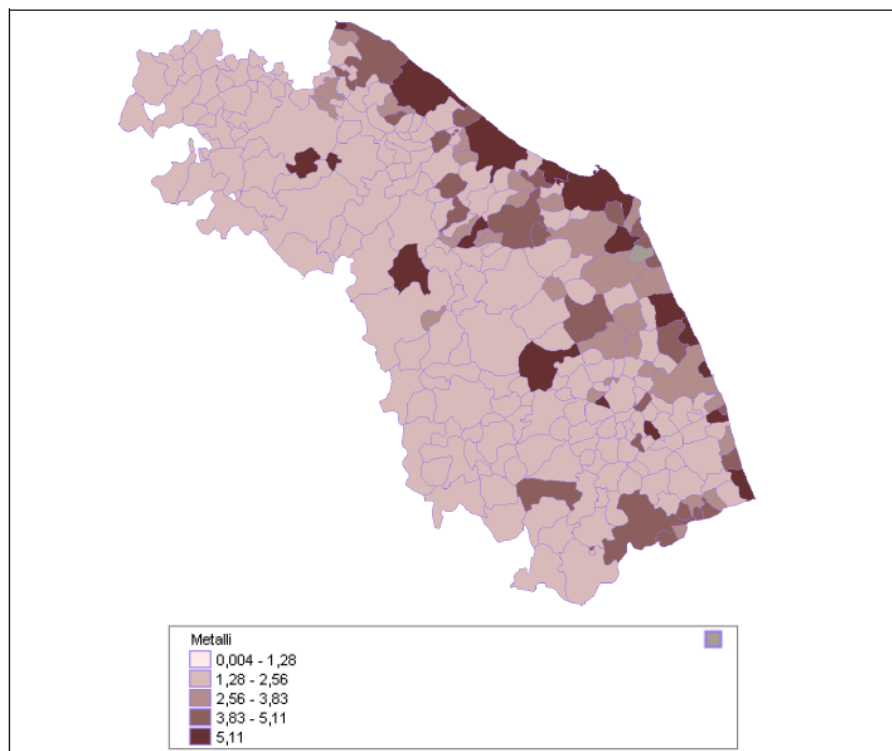 Metalli
0,004 - 1,28
1,28 - 2,56
2,56 - 3,83
3,83 - 5,11
5,11